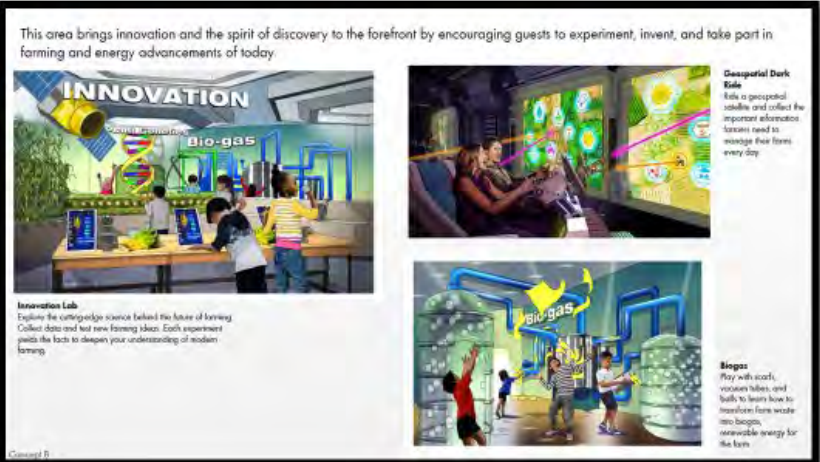 This area brings innovation and the spirit of discovery to the forefront by encouraging guests to experiment, invent, and take part in
farming and energy advancements of today.
INNOVATION
Genetics
Bio-gas
Geospatial Dark
Ride
Ride a geospatial
satellite and collect the
important information
farmers need to
manage their farms
every day.
Innovation Lab
Explore the cutting-edge science behind the future of farming.
Collect data and test new farming ideas. Each experiment
yields the facts to deepen your understanding of modern
farming.
Bio-gas
Biogas
Play with scarfs,
vacuum tubes, and
balls to learn how to
transform farm waste
into biogas,
renewable energy for
the farm.
Concept B